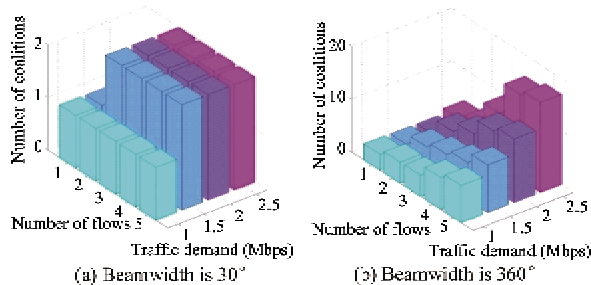 Number of coalitions
2
1
0
1
2
3
4
Number of flows 5
1
1.5
2
2.5
Traffic demand (Mbps)
(a) Beamwidth is 30°
Number of coalitions
20
10
0
1
2
3
4
5
Number of flows
1
1.5
2
2.5
Traffic demand (Mbps)
(b) Beamwidth is 360°